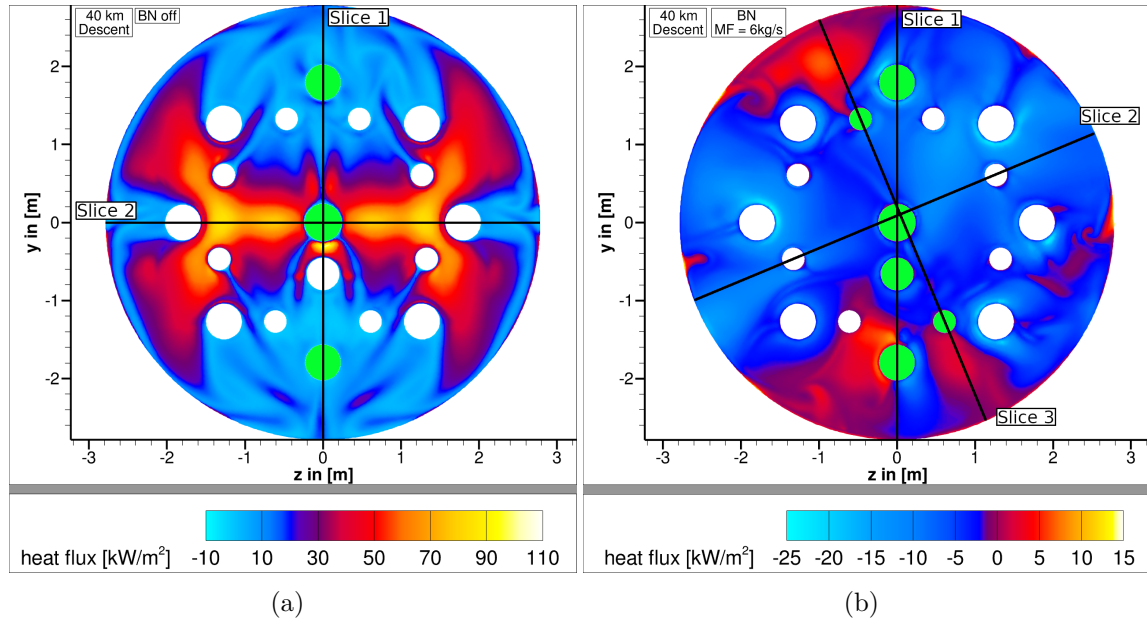 40 km
Descent
BN off
Slice 1
Slice 2
y in [m]
2
1
0
-1
-2
-3
-2
-1
0
1
2
3
z in [m]
heat flux [kW/m²]
-10
10
30
50
70
90
110
(a)
40 km
Descent
BN
MF = 6kg/s
Slice 1
Slice 2
Slice 3
y in [m]
2
1
0
-1
-2
-3
-2
-1
0
1
2
3
z in [m]
heat flux [kW/m²]
-25
-20
-15
-10
-5
0
5
10
15
(b)